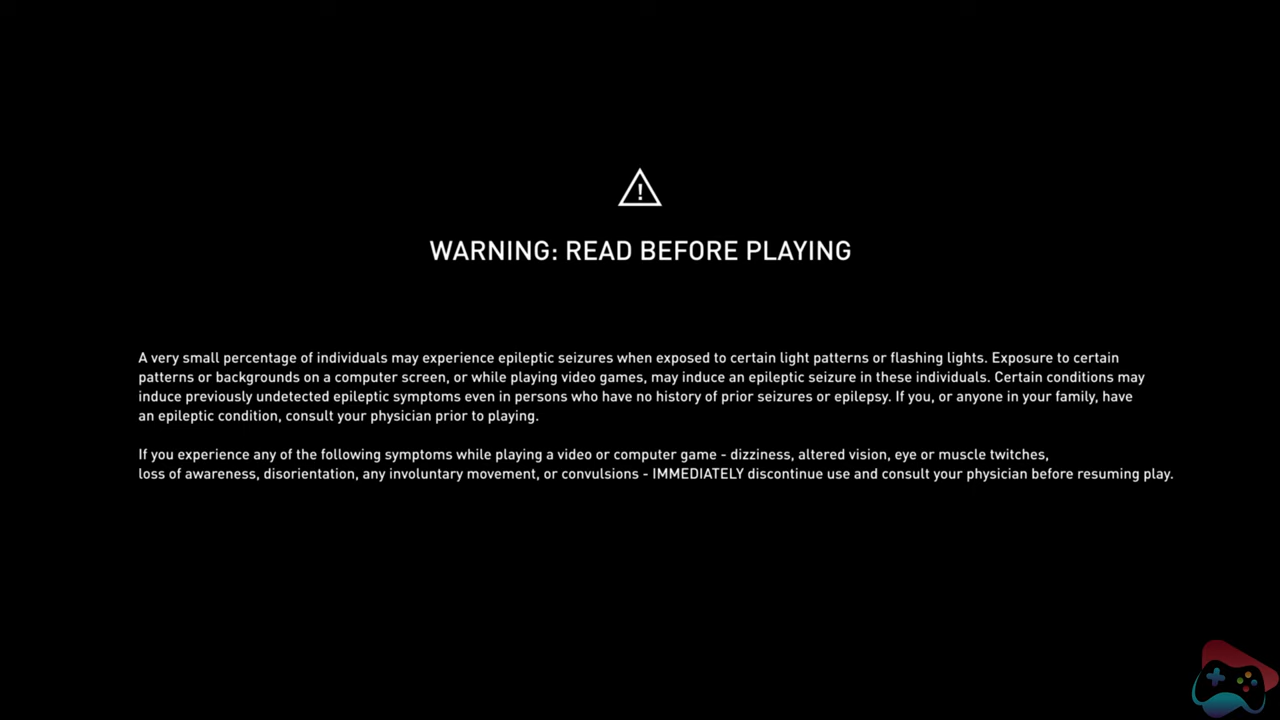 WARNING: READ BEFORE PLAYING
A very small percentage of individuals may experience epileptic seizures when exposed to certain light patterns or flashing lights. Exposure to certain
patterns or backgrounds on a computer screen, or while playing video games, may induce an epileptic seizure in these individuals. Certain conditions may
induce previously undetected epileptic symptoms even in persons who have no history of prior seizures or epilepsy. If you, or anyone in your family, have
an epileptic condition, consult your physician prior to playing.
If you experience any of the following symptoms while playing a video or computer game - dizziness, altered vision, eye or muscle twitches,
loss of awareness, disorientation, any involuntary movement, or convulsions - IMMEDIATELY discontinue use and consult your physician before resuming play.